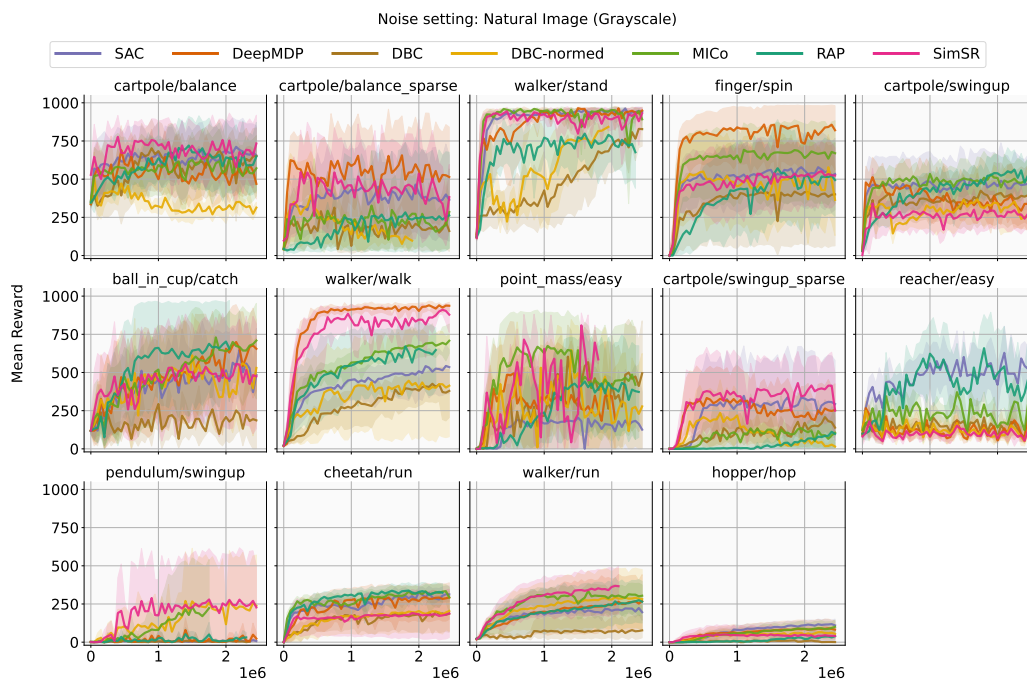 Noise setting: Natural Image (Grayscale)
SAC DeepMDP DBC DBC-normed MICo RAP SimSR
cartpole/balance cartpole/balance_sparse walker/stand finger/spin cartpole/swingup
1000
750
500
250
0
ball_in_cup/catch walker/walk point_mass/easy cartpole/swingup_sparse reacher/easy
Mean Reward
1000
750
500
250
0
pendulum/swingup cheetah/run walker/run hopper/hop
1000
750
500
250
0
0 1 2 0 1 2 0 1 2 0 1 2
1e6 1e6 1e6 1e6